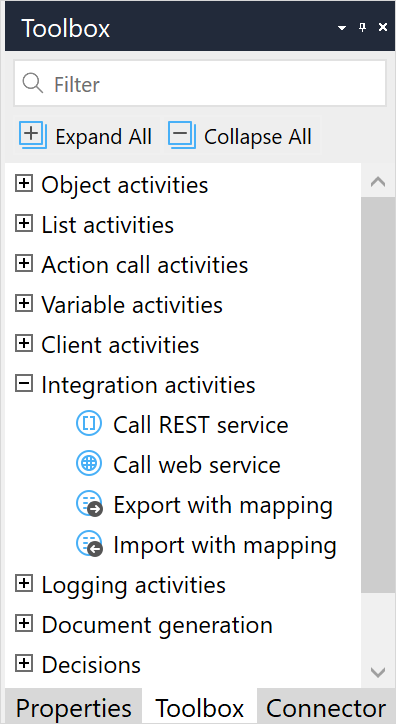 Toolbox
Filter
Expand All Collapse All
Object activities
List activities
Action call activities
Variable activities
Client activities
Integration activities
Call REST service
Call web service
Export with mapping
Import with mapping
Logging activities
Document generation
Decisions
Properties Toolbox Connector